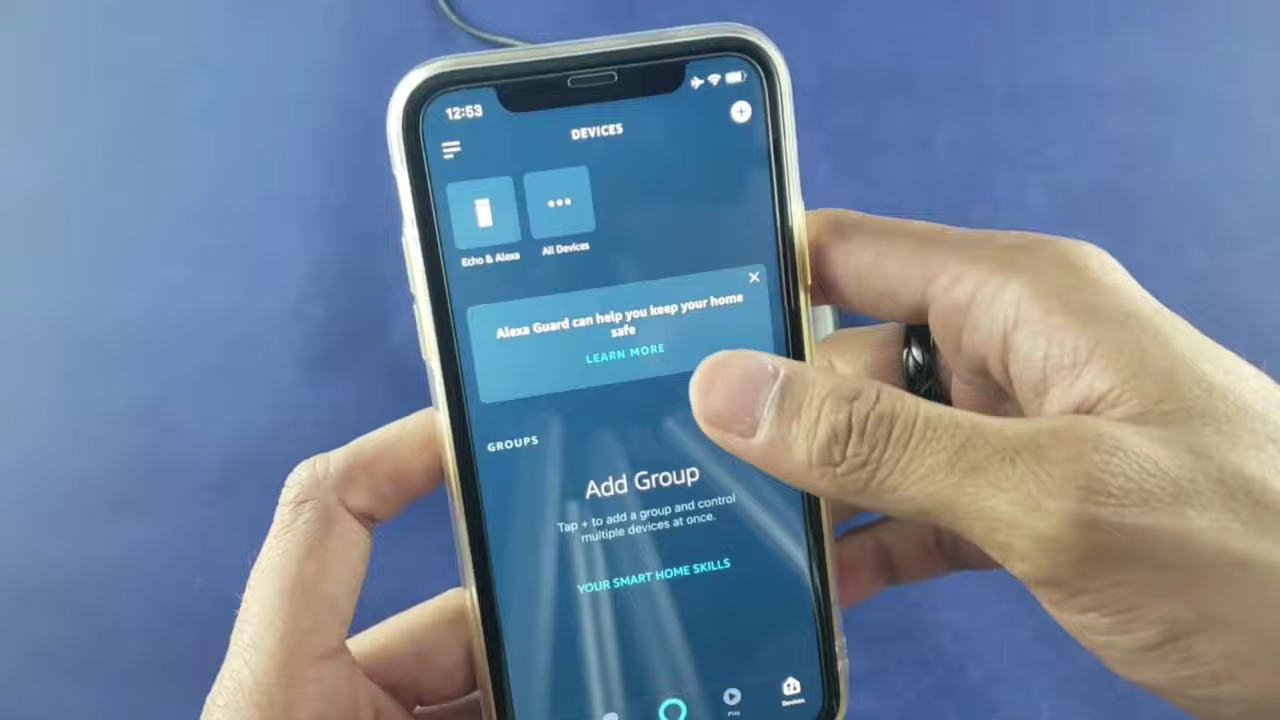 12:53
DEVICES
Echo & Alexa
All Devices
Alexa Guard can help you keep your home
safe
LEARN MORE
GROUPS
Add Group
Tap + to add a group and control
multiple devices at once.
YOUR SMART HOME SKILLS
Play
Devices